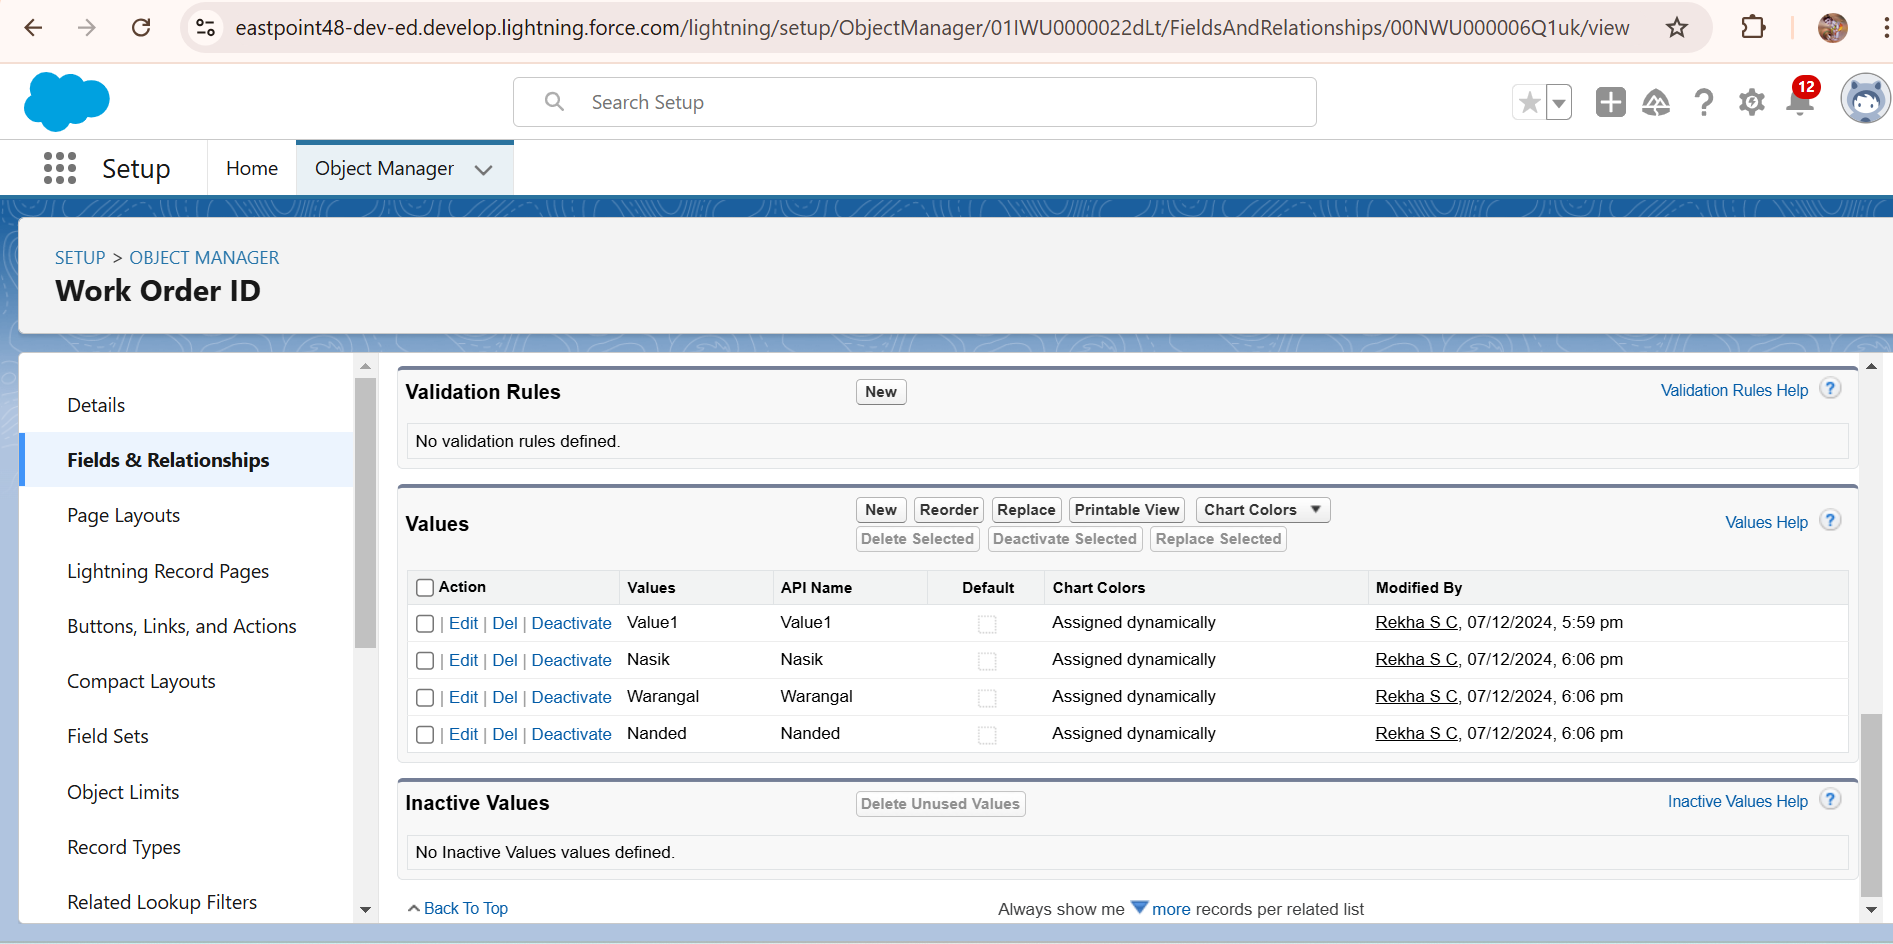 eastpoint48-dev-ed.develop.lightning.force.com/lightning/setup/ObjectManager/01IWU0000022dLt/FieldsAndRelationships/00NWU000006Q1uk/view
Search Setup
12
Setup Home Object Manager
SETUP > OBJECT MANAGER
Work Order ID
Details
Fields & Relationships
Page Layouts
Lightning Record Pages
Buttons, Links, and Actions
Compact Layouts
Field Sets
Object Limits
Record Types
Related Lookup Filters
Validation Rules New Validation Rules Help ?
No validation rules defined.
Values New Reorder Replace Printable View Chart Colors ▼ Values Help ?
Delete Selected Deactivate Selected Replace Selected
Action Values API Name Default Chart Colors Modified By
| Edit | Del | Deactivate Value1 Value1 Assigned dynamically Rekha S C, 07/12/2024, 5:59 pm
| Edit | Del | Deactivate Nasik Nasik Assigned dynamically Rekha S C, 07/12/2024, 6:06 pm
| Edit | Del | Deactivate Warangal Warangal Assigned dynamically Rekha S C, 07/12/2024, 6:06 pm
| Edit | Del | Deactivate Nanded Nanded Assigned dynamically Rekha S C, 07/12/2024, 6:06 pm
Inactive Values Delete Unused Values Inactive Values Help ?
No Inactive Values values defined.
Back To Top Always show me more records per related list